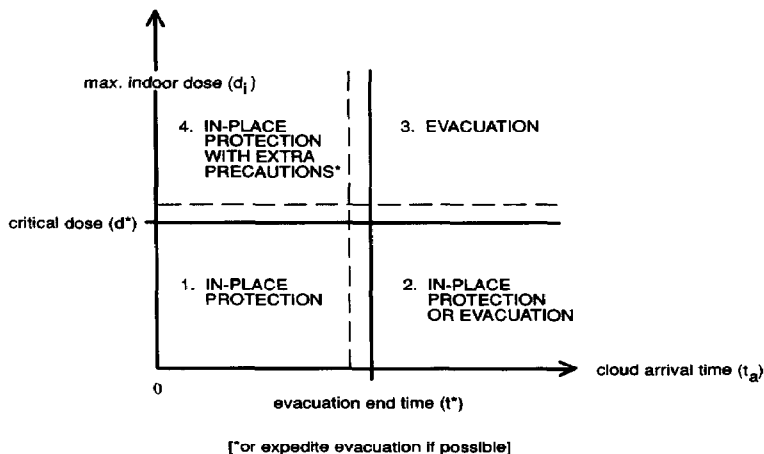 max. indoor dose (di)
4. IN-PLACE
PROTECTION
WITH EXTRA
PRECAUTIONS*
3. EVACUATION
critical dose (d*)
1. IN-PLACE
PROTECTION
2. IN-PLACE
PROTECTION
OR EVACUATION
cloud arrival time (ta)
0
evacuation end time (t*)
[*or expedite evacuation if possible]